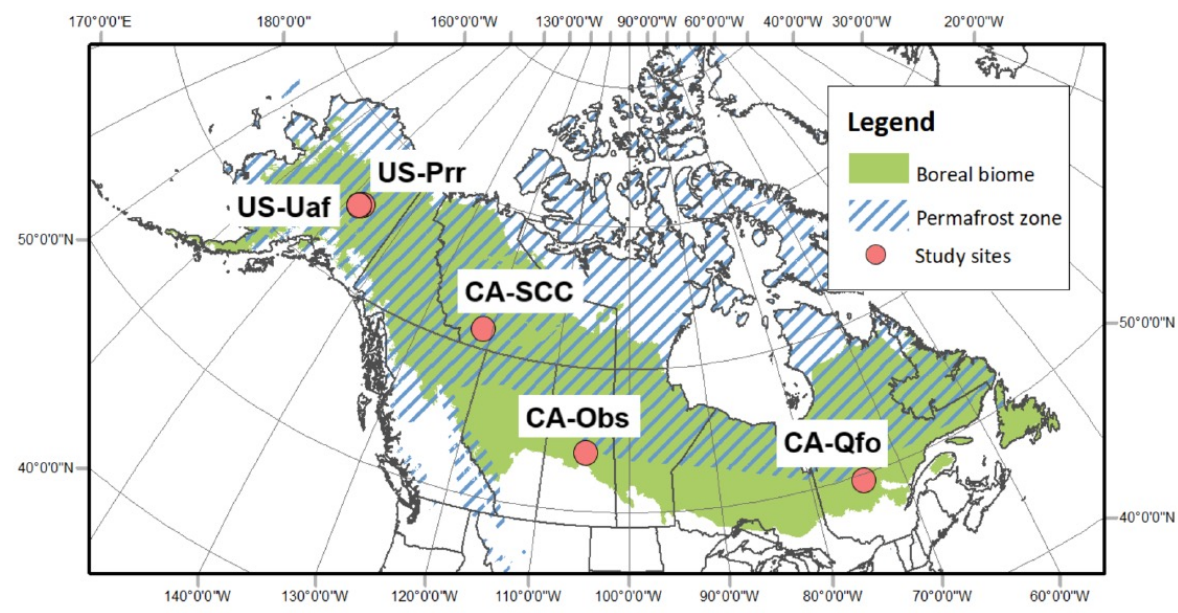 170°0'0"E 180°0'0" 160°0'0"W 130°0'0"W 90°0'0"W 60°0'0"W 40°0'0"W 30°0'0"W 20°0'0"W
Legend
Boreal biome
Permafrost zone
Study sites
US-Prr
US-Uaf
50°0'0"N
CA-SCC
50°0'0"N
CA-Obs
CA-Qfo
40°0'0"N
40°0'0"N
140°0'0"W 130°0'0"W 120°0'0"W 110°0'0"W 100°0'0"W 90°0'0"W 80°0'0"W 70°0'0"W 60°0'0"W